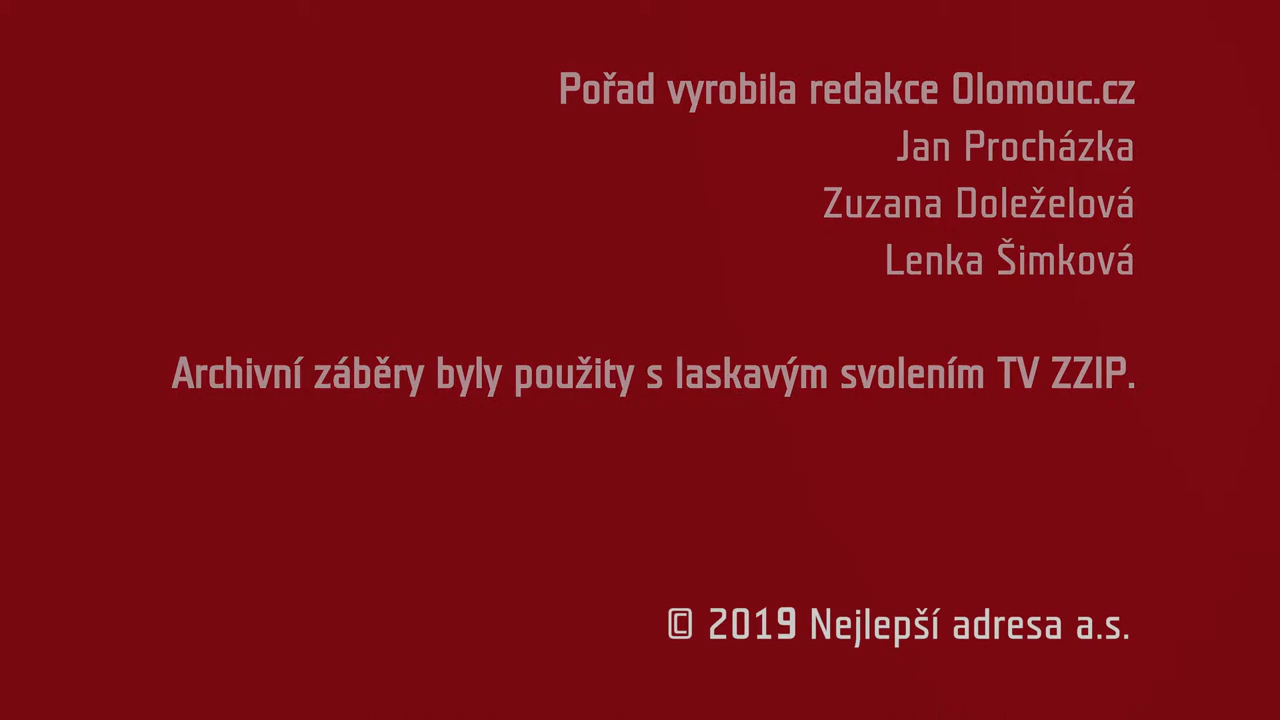 Pořad vyrobila redakce Olomouc.cz
Jan Procházka
Zuzana Doleželová
Lenka Šimková
Archivní záběry byly použity s laskavým svolením TV ZZIP.
© 2019 Nejlepší adresa a.s.